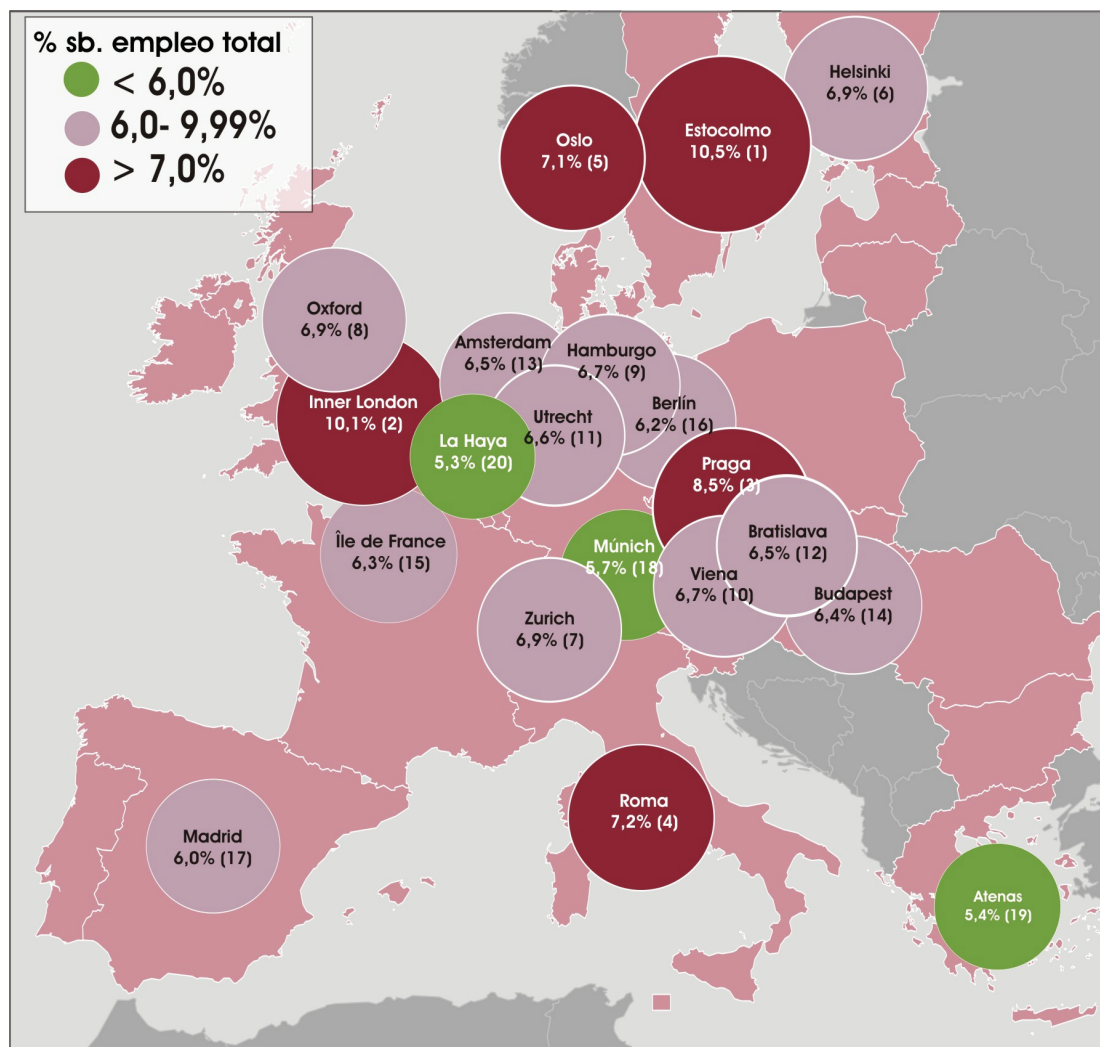 % sb. empleo total
< 6,0%
6,0- 9,99%
> 7,0%
Helsinki
6,9% (6)
Estocolmo
10,5% (1)
Oslo
7,1% (5)
Oxford
6,9% (8)
Amsterdam
6,5% (13)
Hamburgo
6,7% (9)
Inner London
10,1% (2)
Utrecht
6,6% (11)
Berlín
6,2% (16)
La Haya
5,3% (20)
Praga
8,5% (3)
Île de France
6,3% (15)
Múnich
5,7% (18)
Bratislava
6,5% (12)
Viena
6,7% (10)
Budapest
6,4% (14)
Zurich
6,9% (7)
Roma
7,2% (4)
Madrid
6,0% (17)
Atenas
5,4% (19)